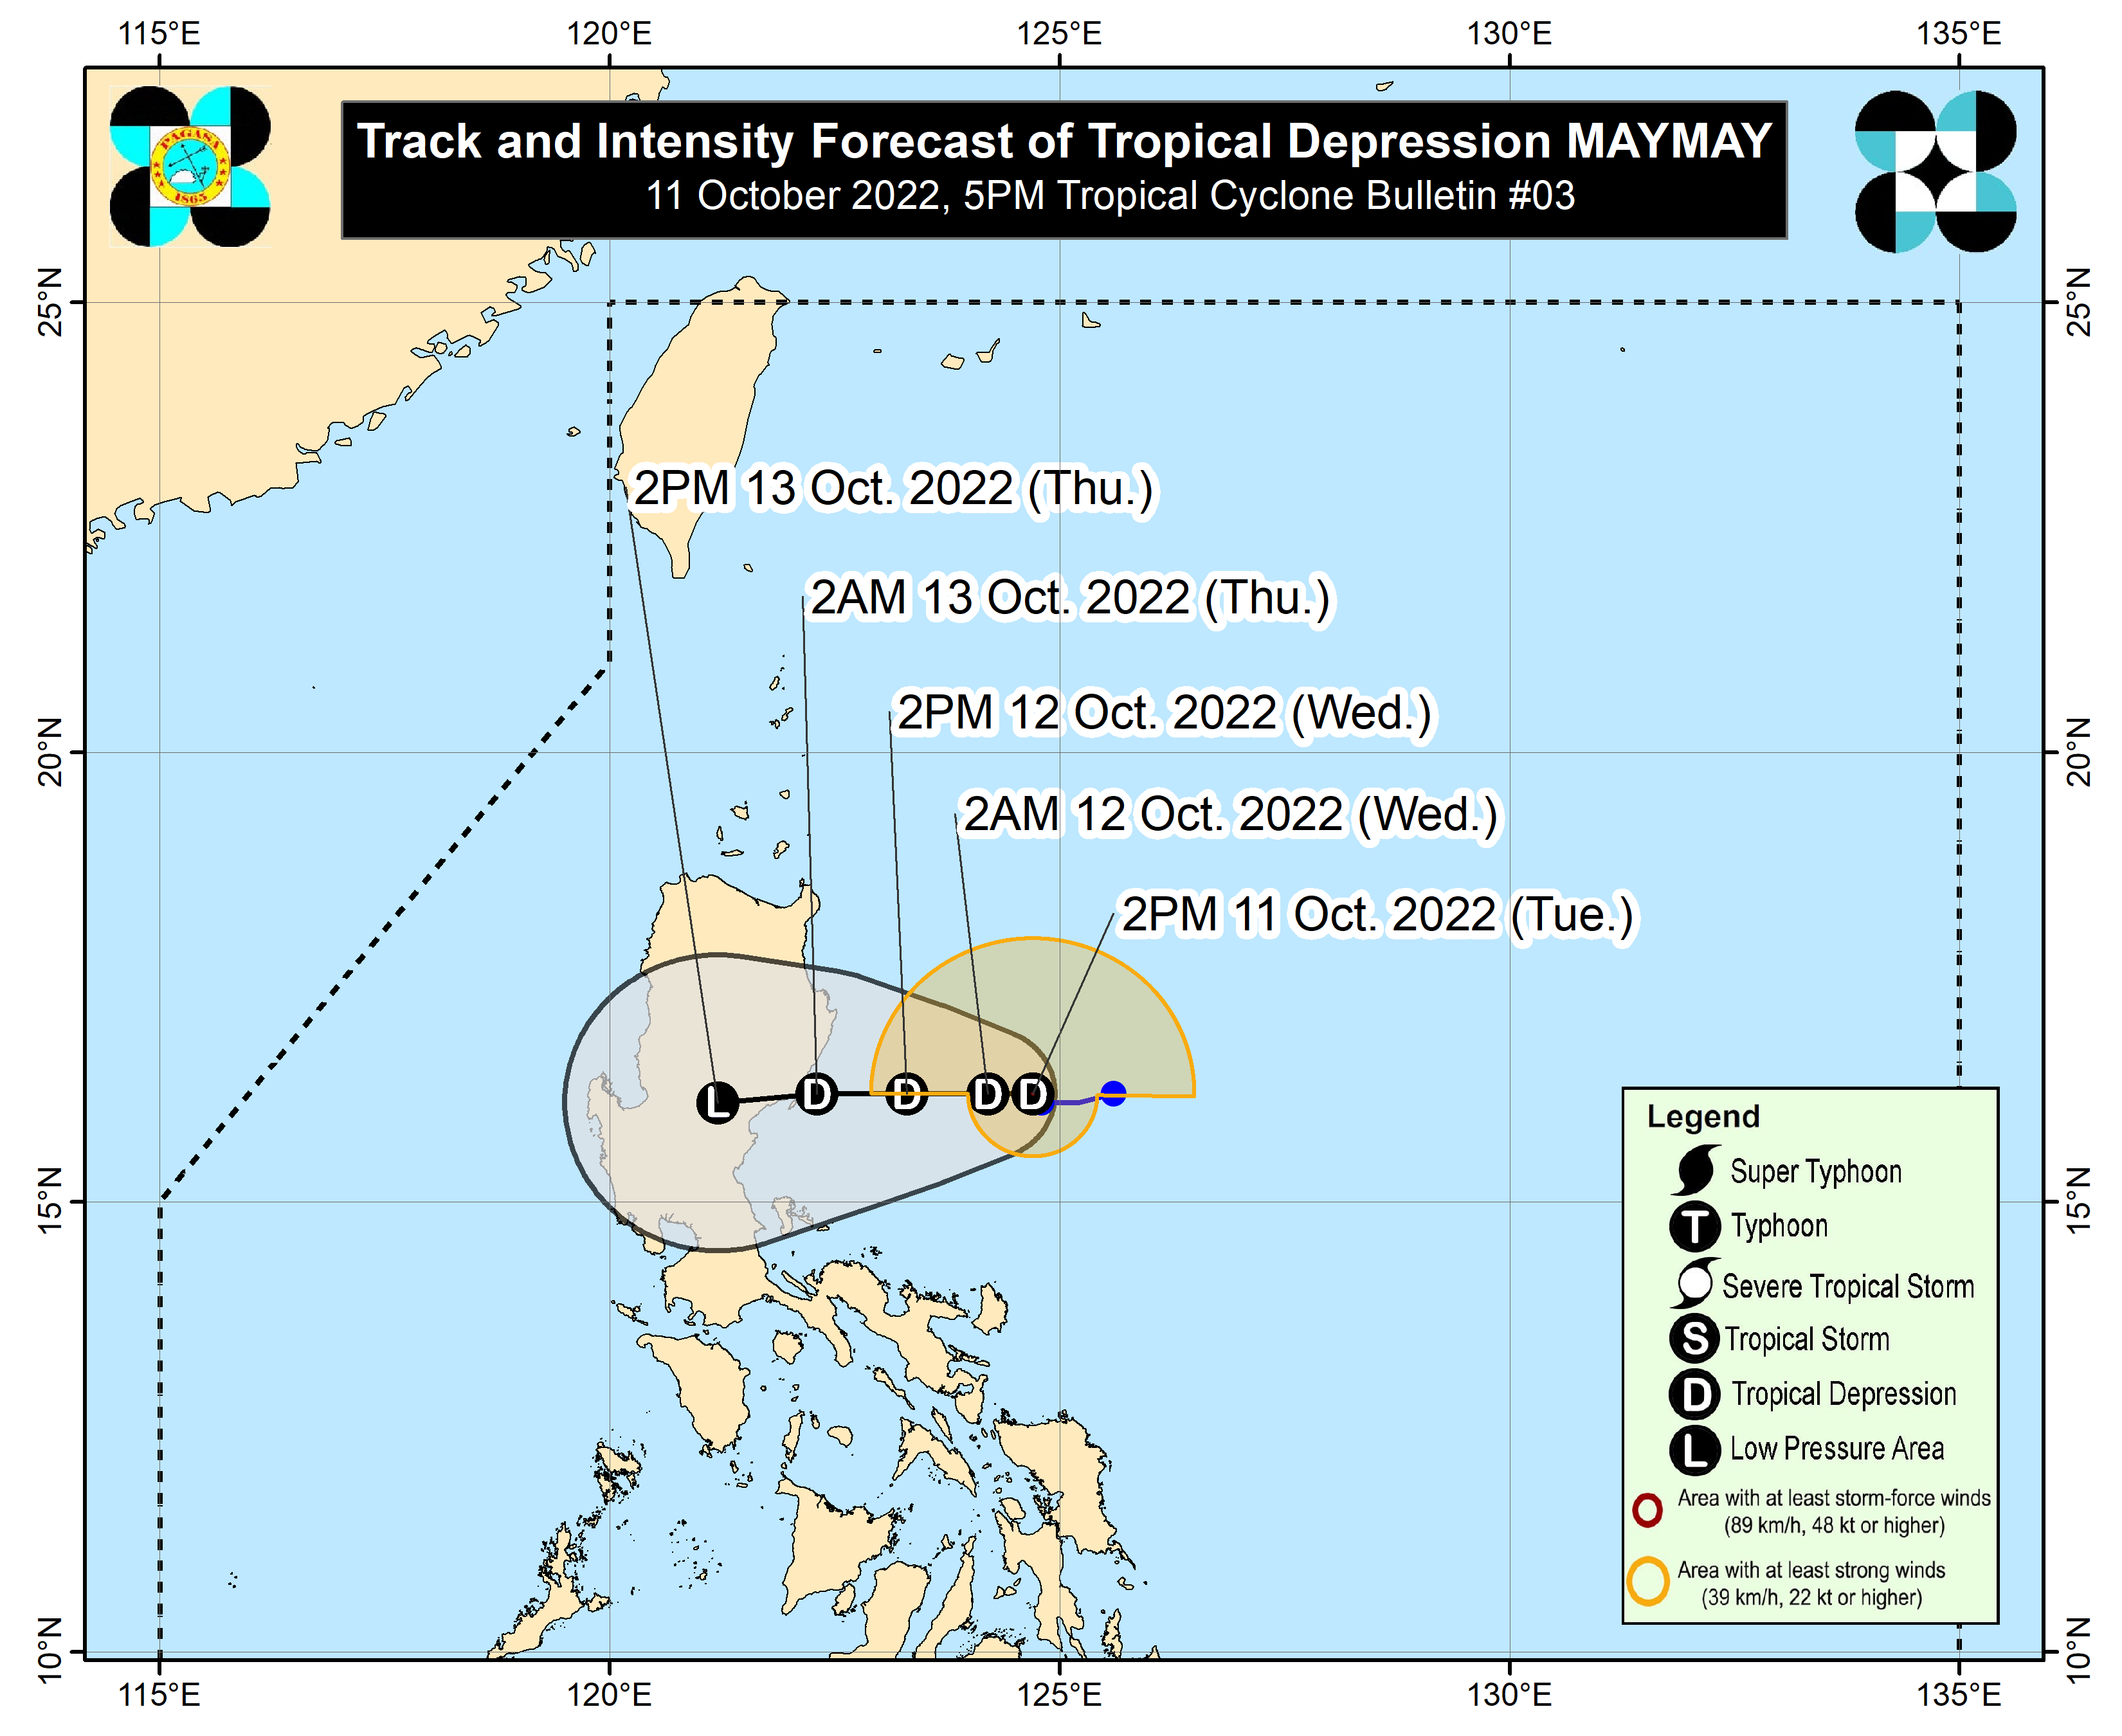 115°E 120°E 125°E 130°E 135°E
PAGASA
1865
Track and Intensity Forecast of Tropical Depression MAYMAY
11 October 2022, 5PM Tropical Cyclone Bulletin #03
25°N 25°N
2PM 13 Oct. 2022 (Thu.)
2AM 13 Oct. 2022 (Thu.)
2PM 12 Oct. 2022 (Wed.)
20°N 20°N
2AM 12 Oct. 2022 (Wed.)
2PM 11 Oct. 2022 (Tue.)
L D D D D
15°N 15°N
Legend
Super Typhoon
T Typhoon
Severe Tropical Storm
S Tropical Storm
D Tropical Depression
L Low Pressure Area
Area with at least storm-force winds
(89 km/h, 48 kt or higher)
Area with at least strong winds
(39 km/h, 22 kt or higher)
10°N 10°N
115°E 120°E 125°E 130°E 135°E